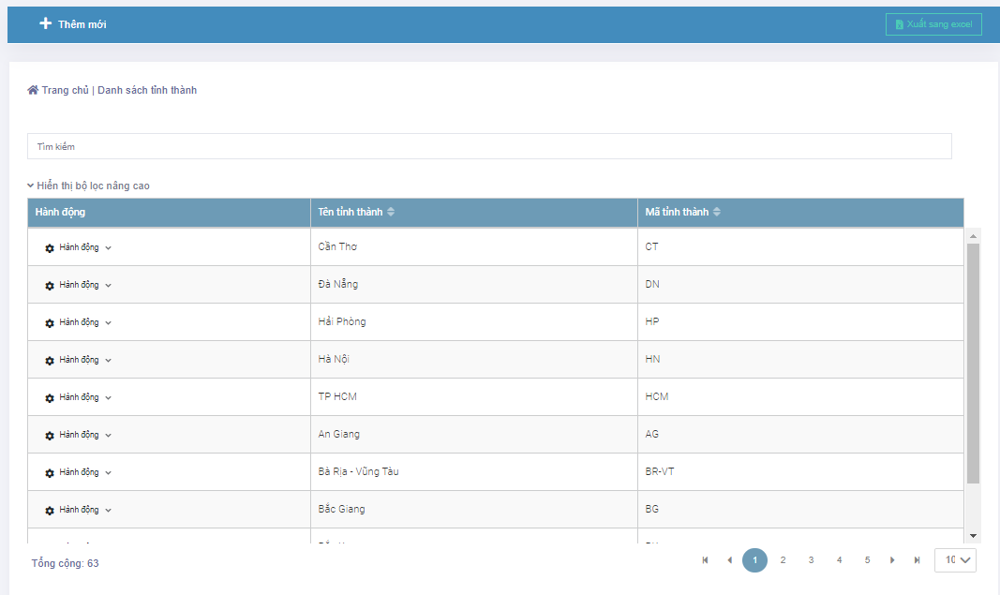 Thêm mới
Xuất sang excel
Trang chủ | Danh sách tỉnh thành
Tìm kiếm
Hiển thị bộ lọc nâng cao
Hành động Tên tỉnh thành Mã tỉnh thành
Hành động Cần Thơ CT
Hành động Đà Nẵng DN
Hành động Hải Phòng HP
Hành động Hà Nội HN
Hành động TP HCM HCM
Hành động An Giang AG
Hành động Bà Rịa - Vũng Tàu BR-VT
Hành động Bắc Giang BG
Tổng cộng: 63
1 2 3 4 5
10